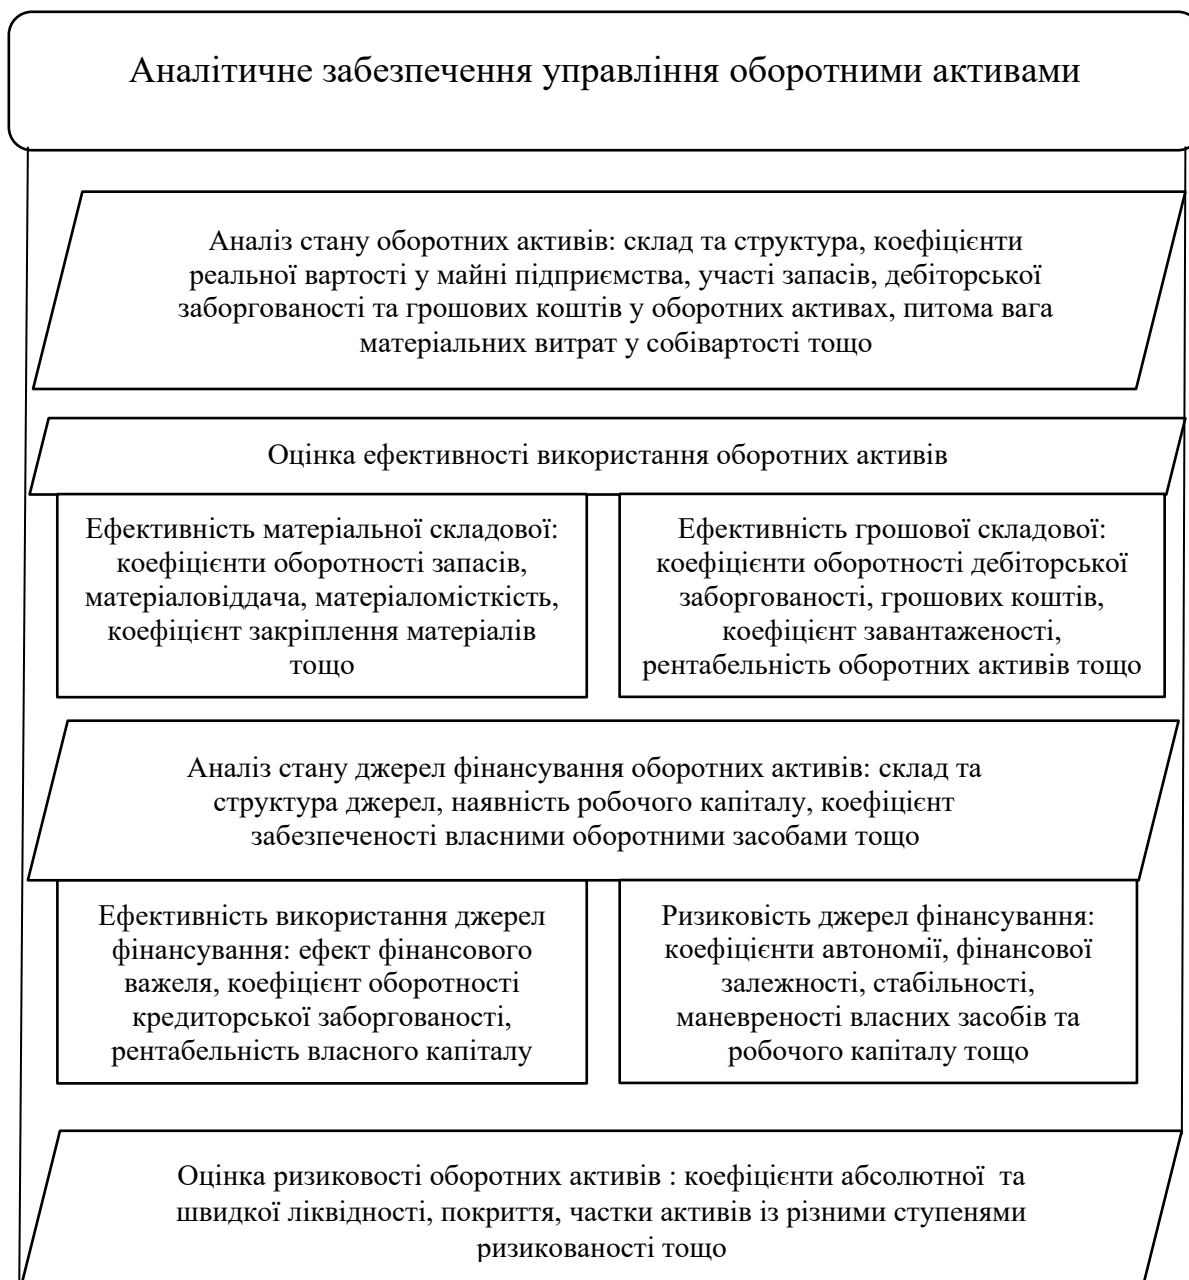 Аналітичне забезпечення управління оборотними активами
Аналіз стану оборотних активів: склад та структура, коефіцієнти
реальної вартості у майні підприємства, участі запасів, дебіторської
заборгованості та грошових коштів у оборотних активах, питома вага
матеріальних витрат у собівартості тощо
Оцінка ефективності використання оборотних активів
Ефективність матеріальної складової:
коефіцієнти оборотності запасів,
матеріаловіддача, матеріаломісткість,
коефіцієнт закріплення матеріалів
тощо
Ефективність грошової складової:
коефіцієнти оборотності дебіторської
заборгованості, грошових коштів,
коефіцієнт завантаженості,
рентабельність оборотних активів тощо
Аналіз стану джерел фінансування оборотних активів: склад та
структура джерел, наявність робочого капіталу, коефіцієнт
забезпеченості власними оборотними засобами тощо
Ефективність використання джерел
фінансування: ефект фінансового
важеля, коефіцієнт оборотності
кредиторської заборгованості,
рентабельність власного капіталу
Ризиковість джерел фінансування:
коефіцієнти автономії, фінансової
залежності, стабільності,
маневреності власних засобів та
робочого капіталу тощо
Оцінка ризиковості оборотних активів : коефіцієнти абсолютної та
швидкої ліквідності, покриття, частки активів із різними ступенями
ризикованості тощо